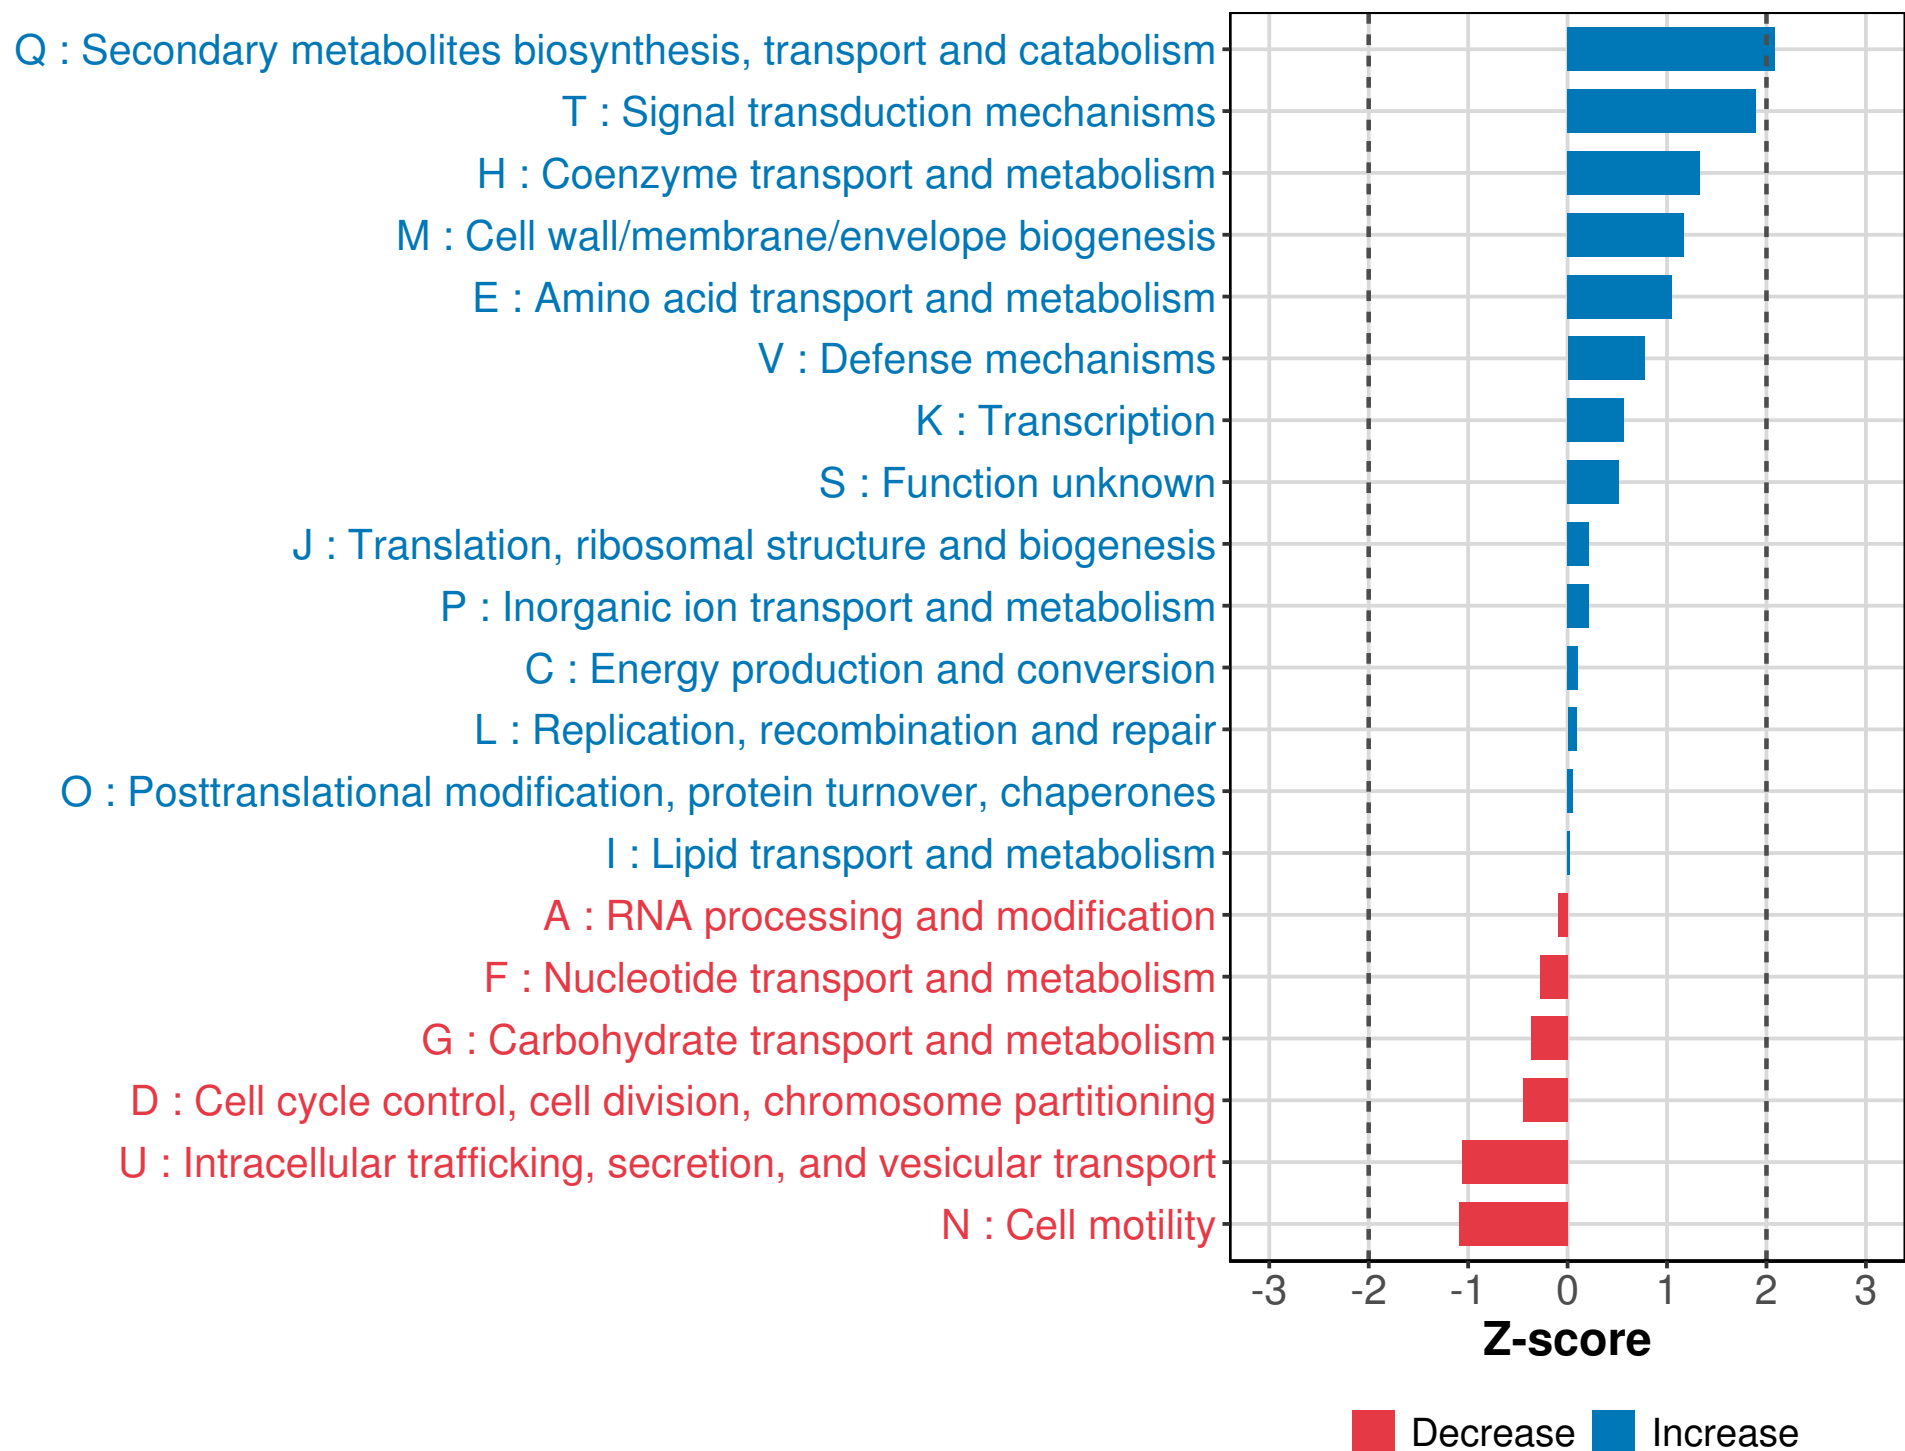 Q : Secondary metabolites biosynthesis, transport and catabolism
T : Signal transduction mechanisms
H : Coenzyme transport and metabolism
M : Cell wall/membrane/envelope biogenesis
E : Amino acid transport and metabolism
V : Defense mechanisms
K : Transcription
S : Function unknown
J : Translation, ribosomal structure and biogenesis
P : Inorganic ion transport and metabolism
C : Energy production and conversion
L : Replication, recombination and repair
O : Posttranslational modification, protein turnover, chaperones
I : Lipid transport and metabolism
A : RNA processing and modification
F : Nucleotide transport and metabolism
G : Carbohydrate transport and metabolism
D : Cell cycle control, cell division, chromosome partitioning
U : Intracellular trafficking, secretion, and vesicular transport
N : Cell motility
-3 -2 -1 0 1 2 3
Z-score
Decrease Increase